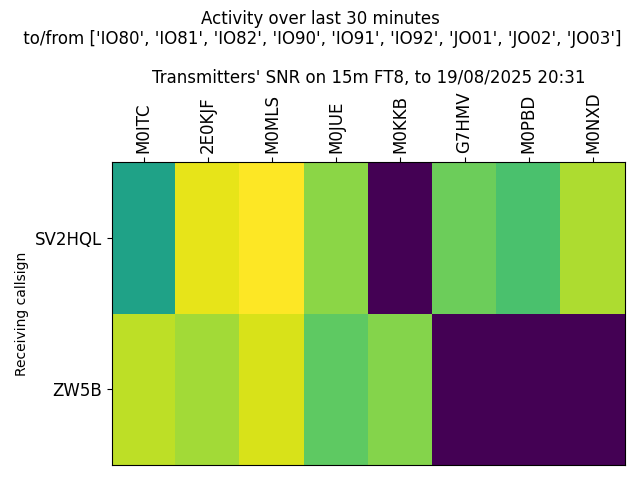 Activity over last 30 minutes
to/from ['IO80', 'IO81', 'IO82', 'IO90', 'IO91', 'IO92', 'JO01', 'JO02', 'JO03']
Transmitters' SNR on 15m FT8, to 19/08/2025 20:31
M0ITC
2E0KJF
M0MLS
M0JUE
M0KKB
G7HMV
M0PBD
M0NXD
Receiving callsign
SV2HQL
ZW5B